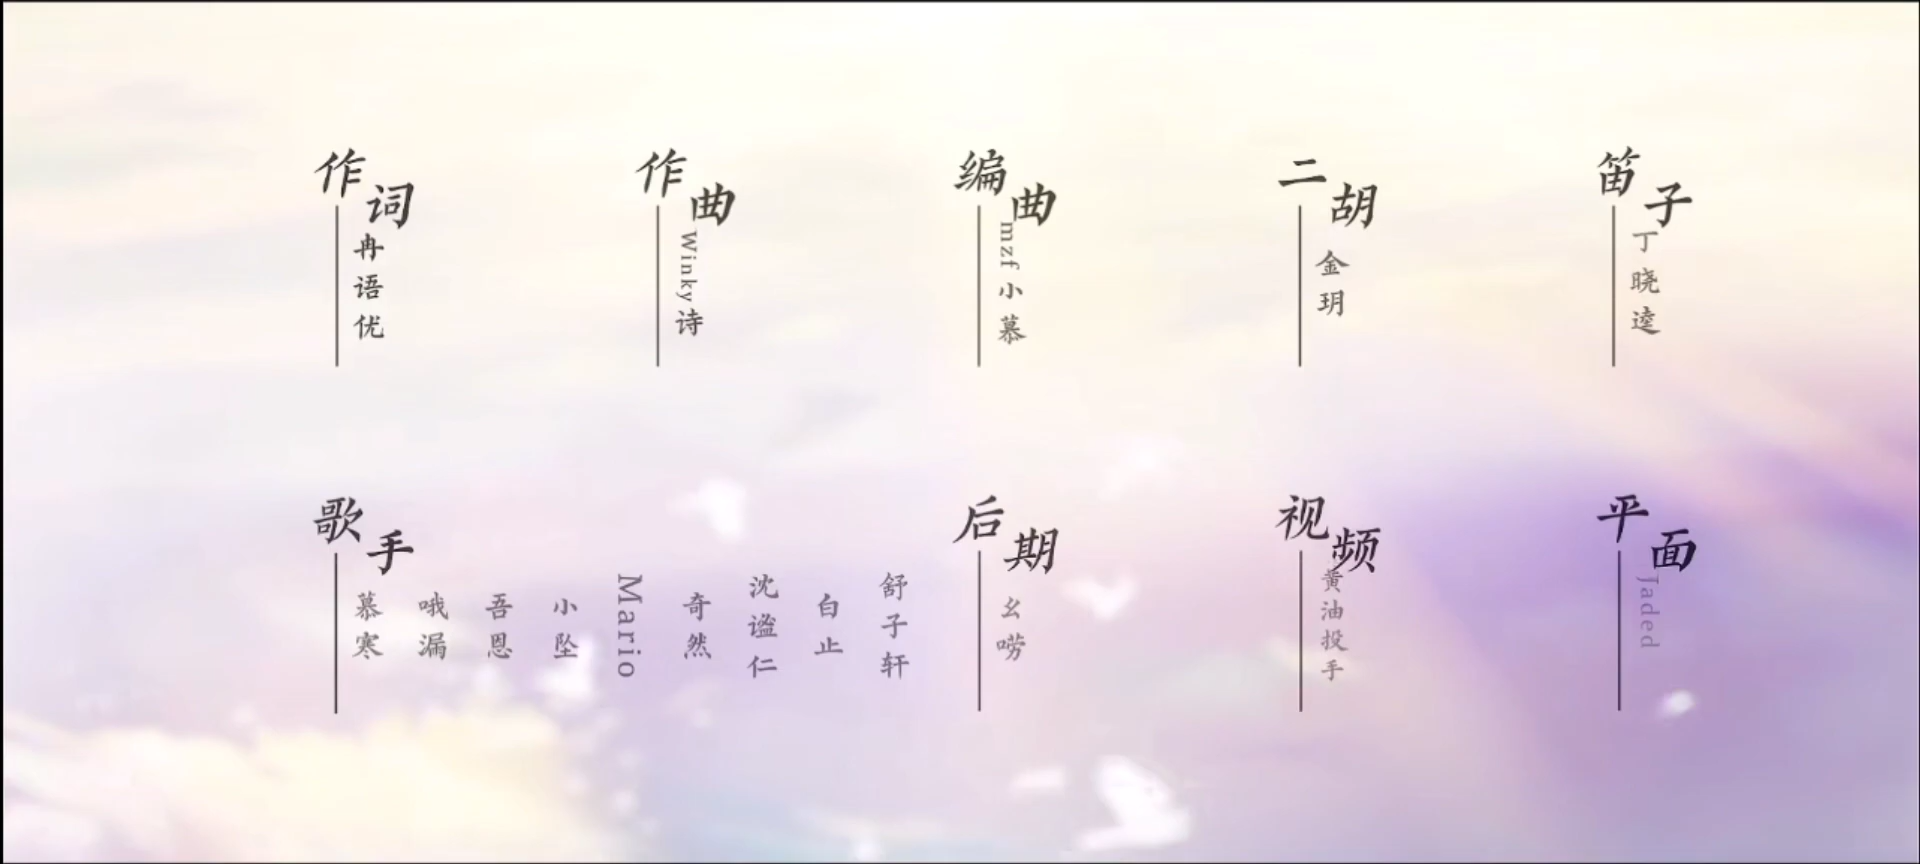 作词
冉语优
作曲
Winky诗
编曲
mzf小慕
二胡
金玥
笛子
丁晓逵
歌手
慕寒
哦漏
吾恩
小坠
Mario
奇然
沈谧仁
白止
舒子轩
后期
幺唠
视频
黄油投手
平面
Jaded